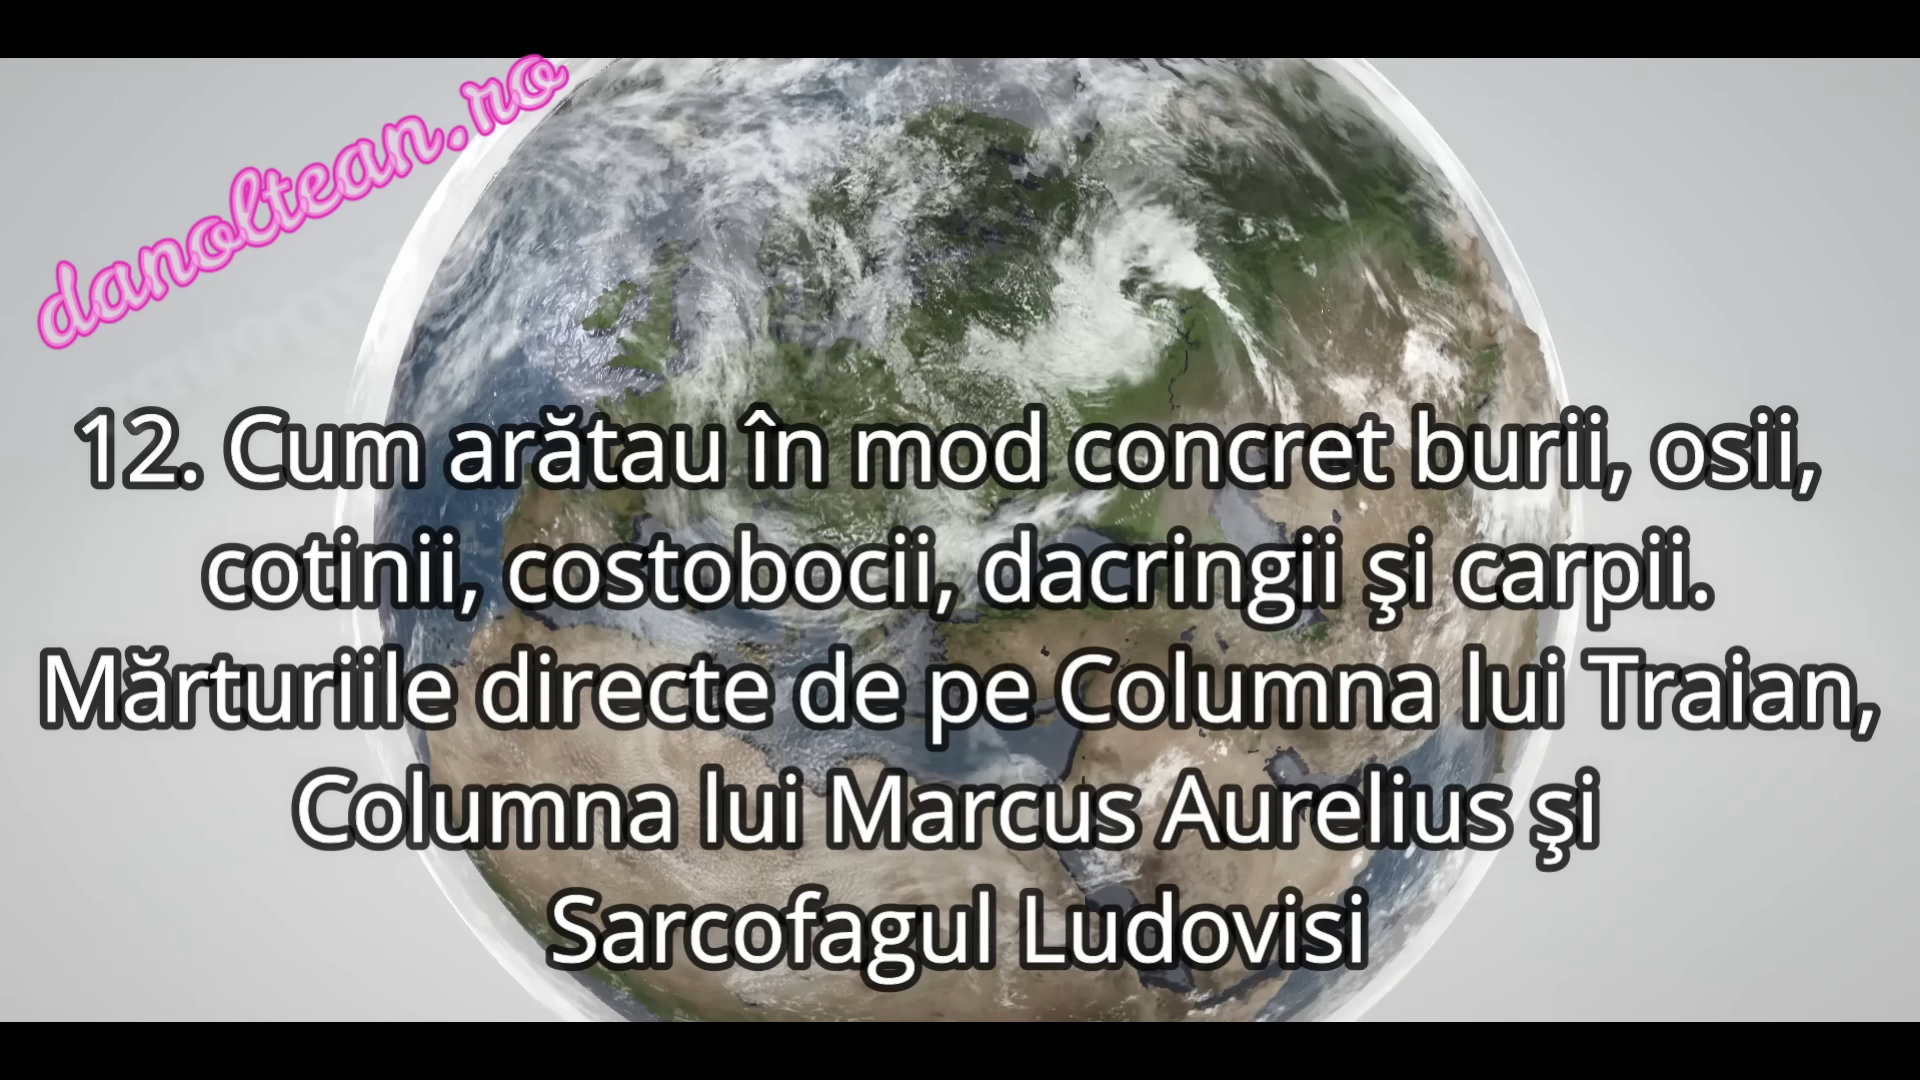 danoltean.ro
12. Cum arătau în mod concret burii, osii,
cotinii, costobocii, dacringii şi carpii.
Mărturiile directe de pe Columna lui Traian,
Columna lui Marcus Aurelius şi
Sarcofagul Ludovisi